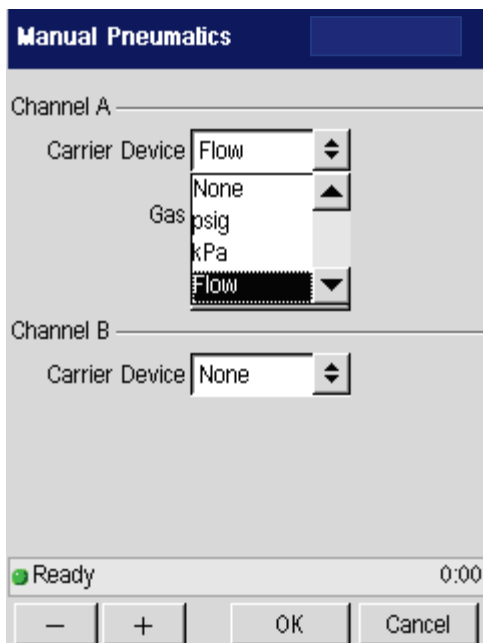 Manual Pneumatics
Channel A
Carrier Device Flow
None
Gas psig
kPa
Flow
Channel B
Carrier Device None
Ready 0:00
− + OK Cancel